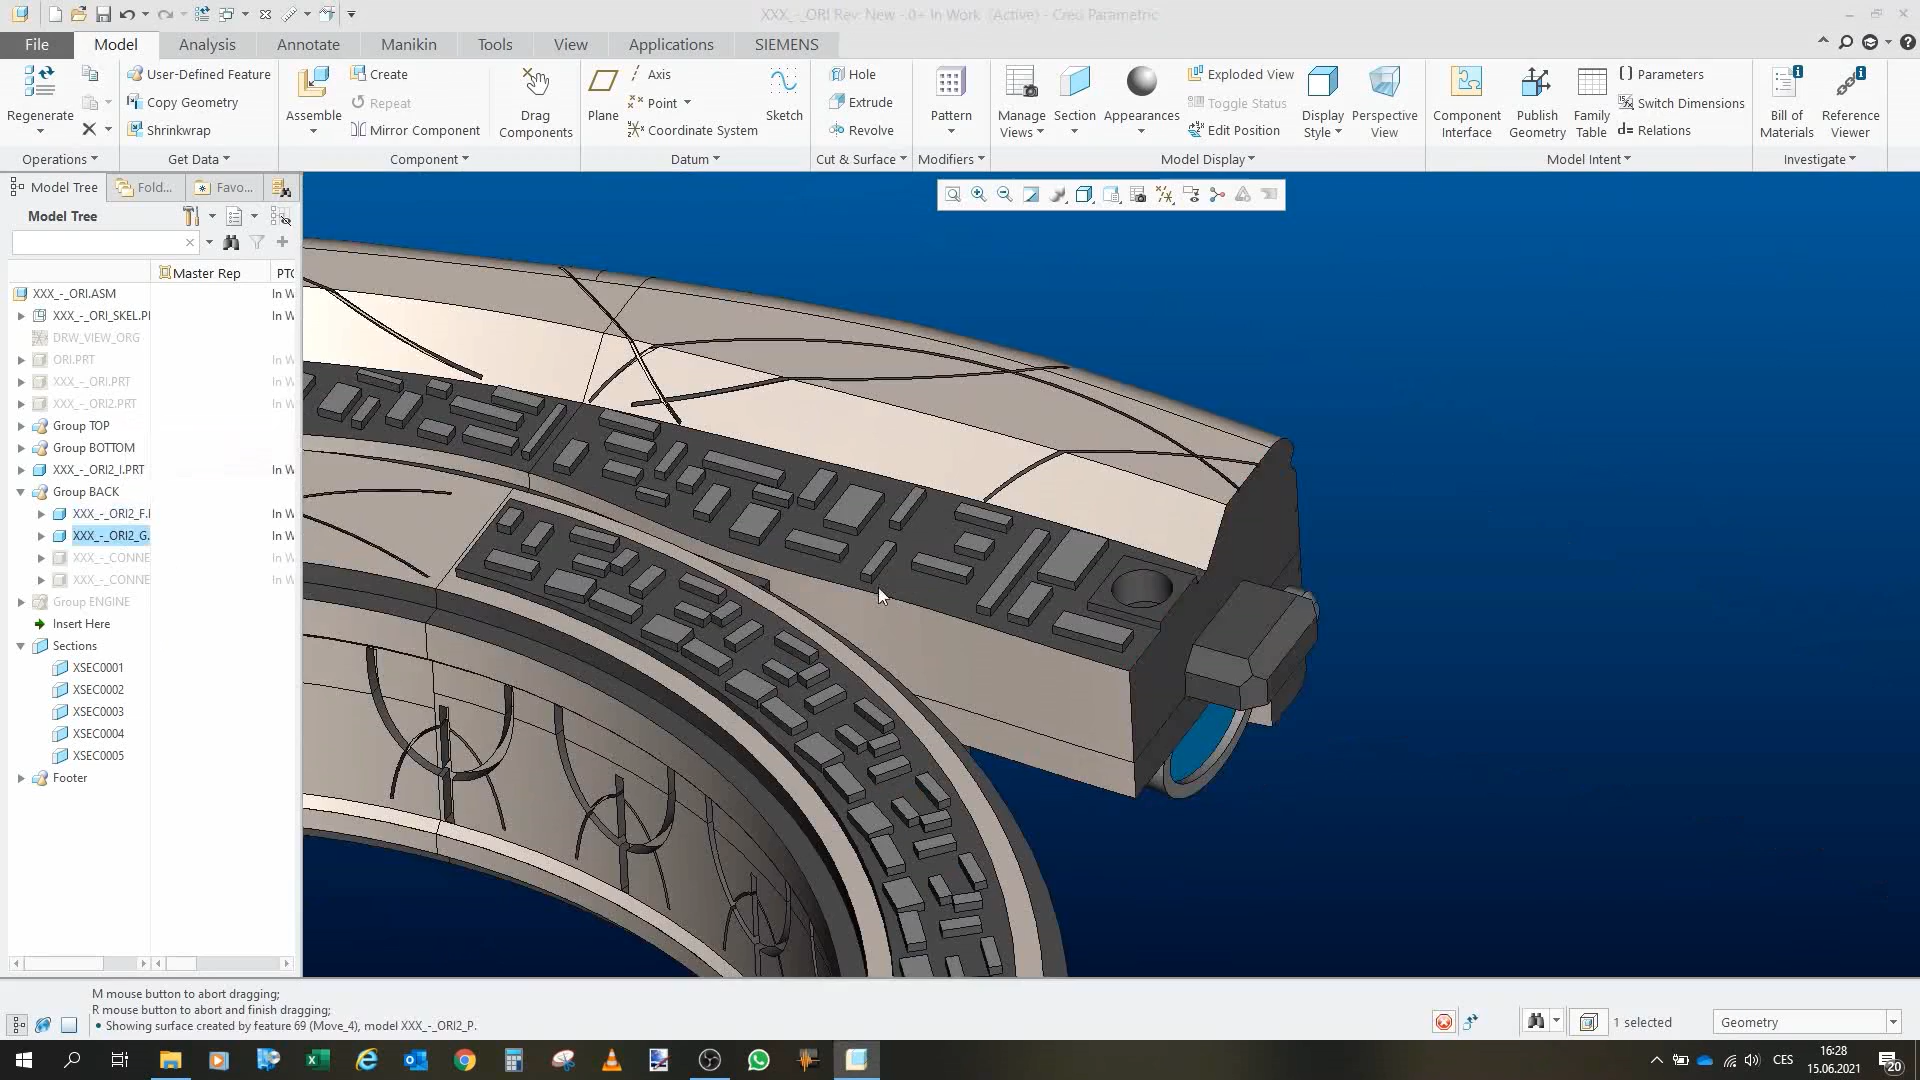 XXX_-_ORI Rev: New -.0+ In Work (Active) - Creo Parametric
File Model Analysis Annotate Manikin Tools View Applications SIEMENS
Regenerate
Operations
User-Defined Feature
Copy Geometry
Shrinkwrap
Get Data
Assemble
Create
Repeat
Mirror Component
Drag
Components
Component
Plane
Axis
Point
Coordinate System
Sketch
Datum
Hole
Extrude
Revolve
Cut & Surface
Pattern
Modifiers
Manage
Views
Section
Appearances
Exploded View
Toggle Status
Edit Position
Display
Style
Perspective
View
Model Display
Component
Interface
Publish
Geometry
Family
Table
Parameters
Switch Dimensions
d= Relations
Model Intent
Bill of
Materials
Reference
Viewer
Investigate
Model Tree Fold... Favo...
Model Tree
Master Rep PTC
XXX_-_ORI.ASM In W
XXX_-_ORI_SKEL.PI In W
DRW_VIEW_ORG
ORI.PRT In W
XXX_-_ORI.PRT In W
XXX_-_ORI2.PRT In W
Group TOP
Group BOTTOM
XXX_-_ORI2_I.PRT In W
Group BACK
XXX_-_ORI2_F.I In W
XXX_-_ORI2_G. In W
XXX_-_CONNE In W
XXX_-_CONNE In W
Group ENGINE
Insert Here
Sections
XSEC0001
XSEC0002
XSEC0003
XSEC0004
XSEC0005
Footer
M mouse button to abort dragging;
R mouse button to abort and finish dragging;
• Showing surface created by feature 69 (Move_4), model XXX_-_ORI2_P.
1 selected
Geometry
CES
16:28
15.06.2021
20